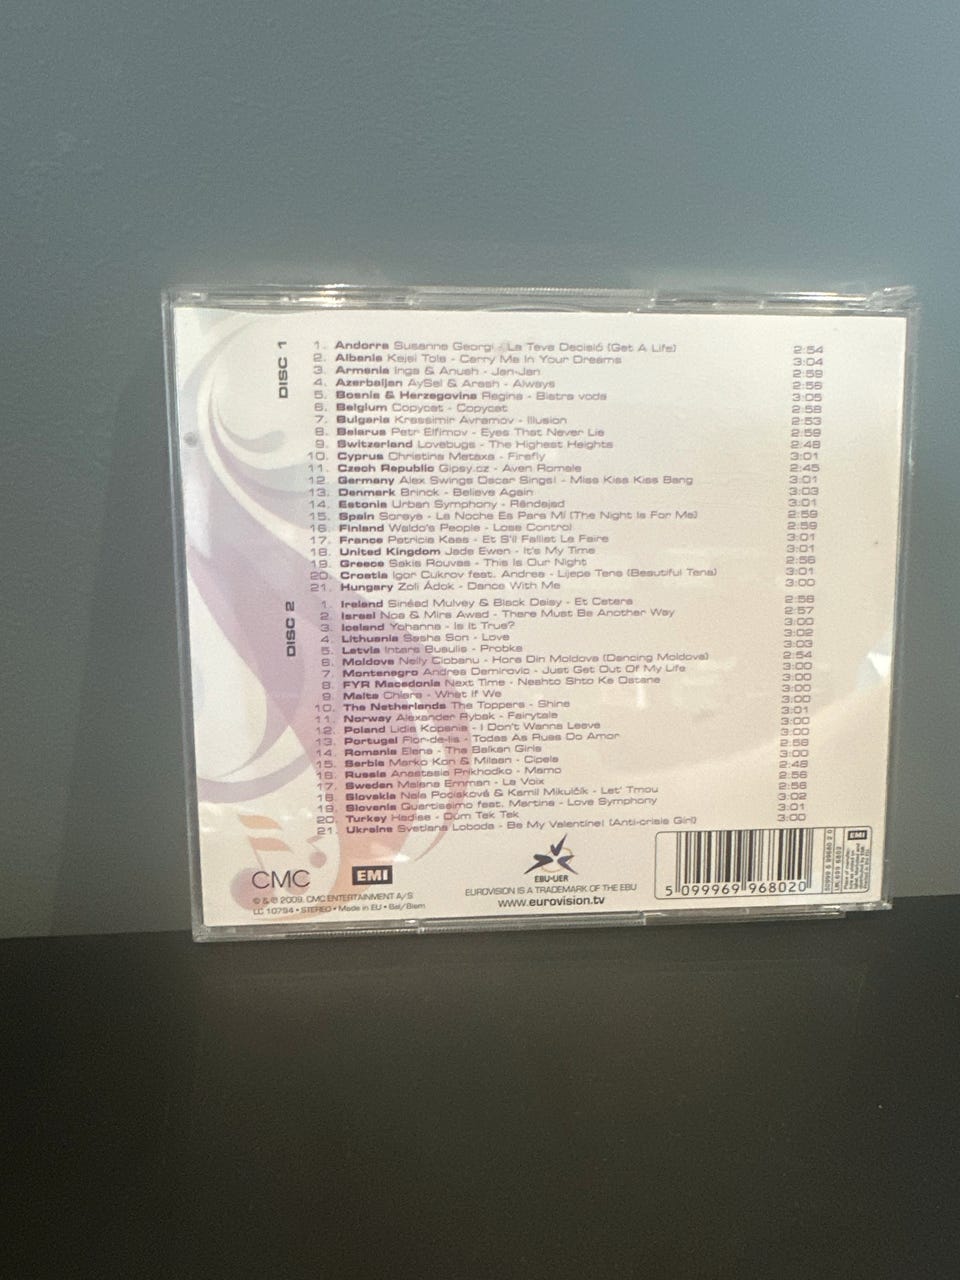 DISC 1
1. Andorra Susanne Georgi - La Teva Decisió (Get A Life) 2:54
2. Albania Kejsi Tola - Carry Me In Your Dreams 3:04
3. Armenia Inga & Anush - Jan-Jan 2:59
4. Azerbaijan AySel & Arash - Always 2:56
5. Bosnia & Herzegovina Regina - Bistra voda 3:05
6. Belgium Copycat - Copycat 2:58
7. Bulgaria Krassimir Avramov - Illusion 2:53
8. Belarus Petr Elfimov - Eyes That Never Lie 2:59
9. Switzerland Lovebugs - The Highest Heights 2:48
10. Cyprus Christina Metaxa - Firefly 3:01
11. Czech Republic Gipsy.cz - Aven Romale 2:45
12. Germany Alex Swings Oscar Sings! - Miss Kiss Kiss Bang 3:01
13. Denmark Brinck - Believe Again 3:03
14. Estonia Urban Symphony - Rändajad 3:01
15. Spain Soraya - La Noche Es Para Mí (The Night Is For Me) 2:59
16. Finland Waldo's People - Lose Control 2:59
17. France Patricia Kaas - Et S'il Fallait Le Faire 3:01
18. United Kingdom Jade Ewen - It's My Time 3:01
19. Greece Sakis Rouvas - This Is Our Night 2:56
20. Croatia Igor Cukrov feat. Andrea - Lijepa Tena (Beautiful Tena) 3:01
21. Hungary Zoli Ádok - Dance With Me 3:00
DISC 2
1. Ireland Sinéad Mulvey & Black Daisy - Et Cetera 2:58
2. Israel Noa & Mira Awad - There Must Be Another Way 2:57
3. Iceland Yohanna - Is It True? 3:00
4. Lithuania Sasha Son - Love 3:02
5. Latvia Intars Busulis - Probka 3:03
6. Moldova Nelly Ciobanu - Hora Din Moldova (Dancing Moldova) 2:54
7. Montenegro Andrea Demirovic - Just Get Out Of My Life 3:00
8. FYR Macedonia Next Time - Neshto Shto Ke Ostane 3:00
9. Malta Chiara - What If We 3:00
10. The Netherlands The Toppers - Shine 3:00
11. Norway Alexander Rybak - Fairytale 3:01
12. Poland Lidia Kopania - I Don't Wanna Leave 3:00
13. Portugal Flor-de-lis - Todas As Ruas Do Amor 3:00
14. Romania Elena - The Balkan Girls 2:58
15. Serbia Marko Kon & Milaan - Cipela 3:00
16. Russia Anastasia Prikhodko - Mamo 2:48
17. Sweden Malena Ernman - La Voix 2:56
18. Slovakia Nela Pocisková & Kamil Mikulčík - Let' Tmou 2:56
19. Slovenia Quartissimo feat. Martina - Love Symphony 3:02
20. Turkey Hadise - Düm Tek Tek 3:01
21. Ukraine Svetlana Loboda - Be My Valentine! (Anti-crisis Girl) 3:00
CMC EMI
℗ & © 2009. CMC ENTERTAINMENT A/S
LC 10794 • STEREO • Made in EU • Bel/Biem
EBU·UER
EUROVISION IS A TRADEMARK OF THE EBU
www.eurovision.tv
5 099969 968020
EMI